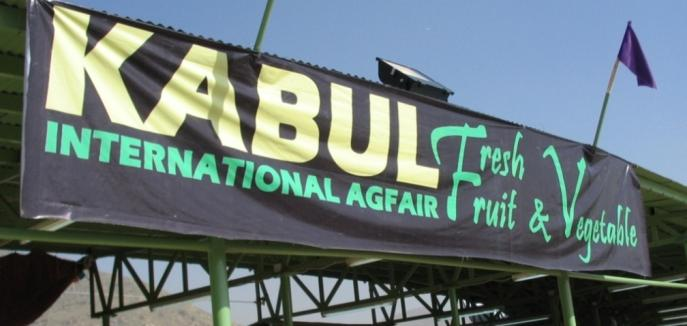 KABUL
INTERNATIONAL AGFAIR
Fresh
Fruit & Vegetable